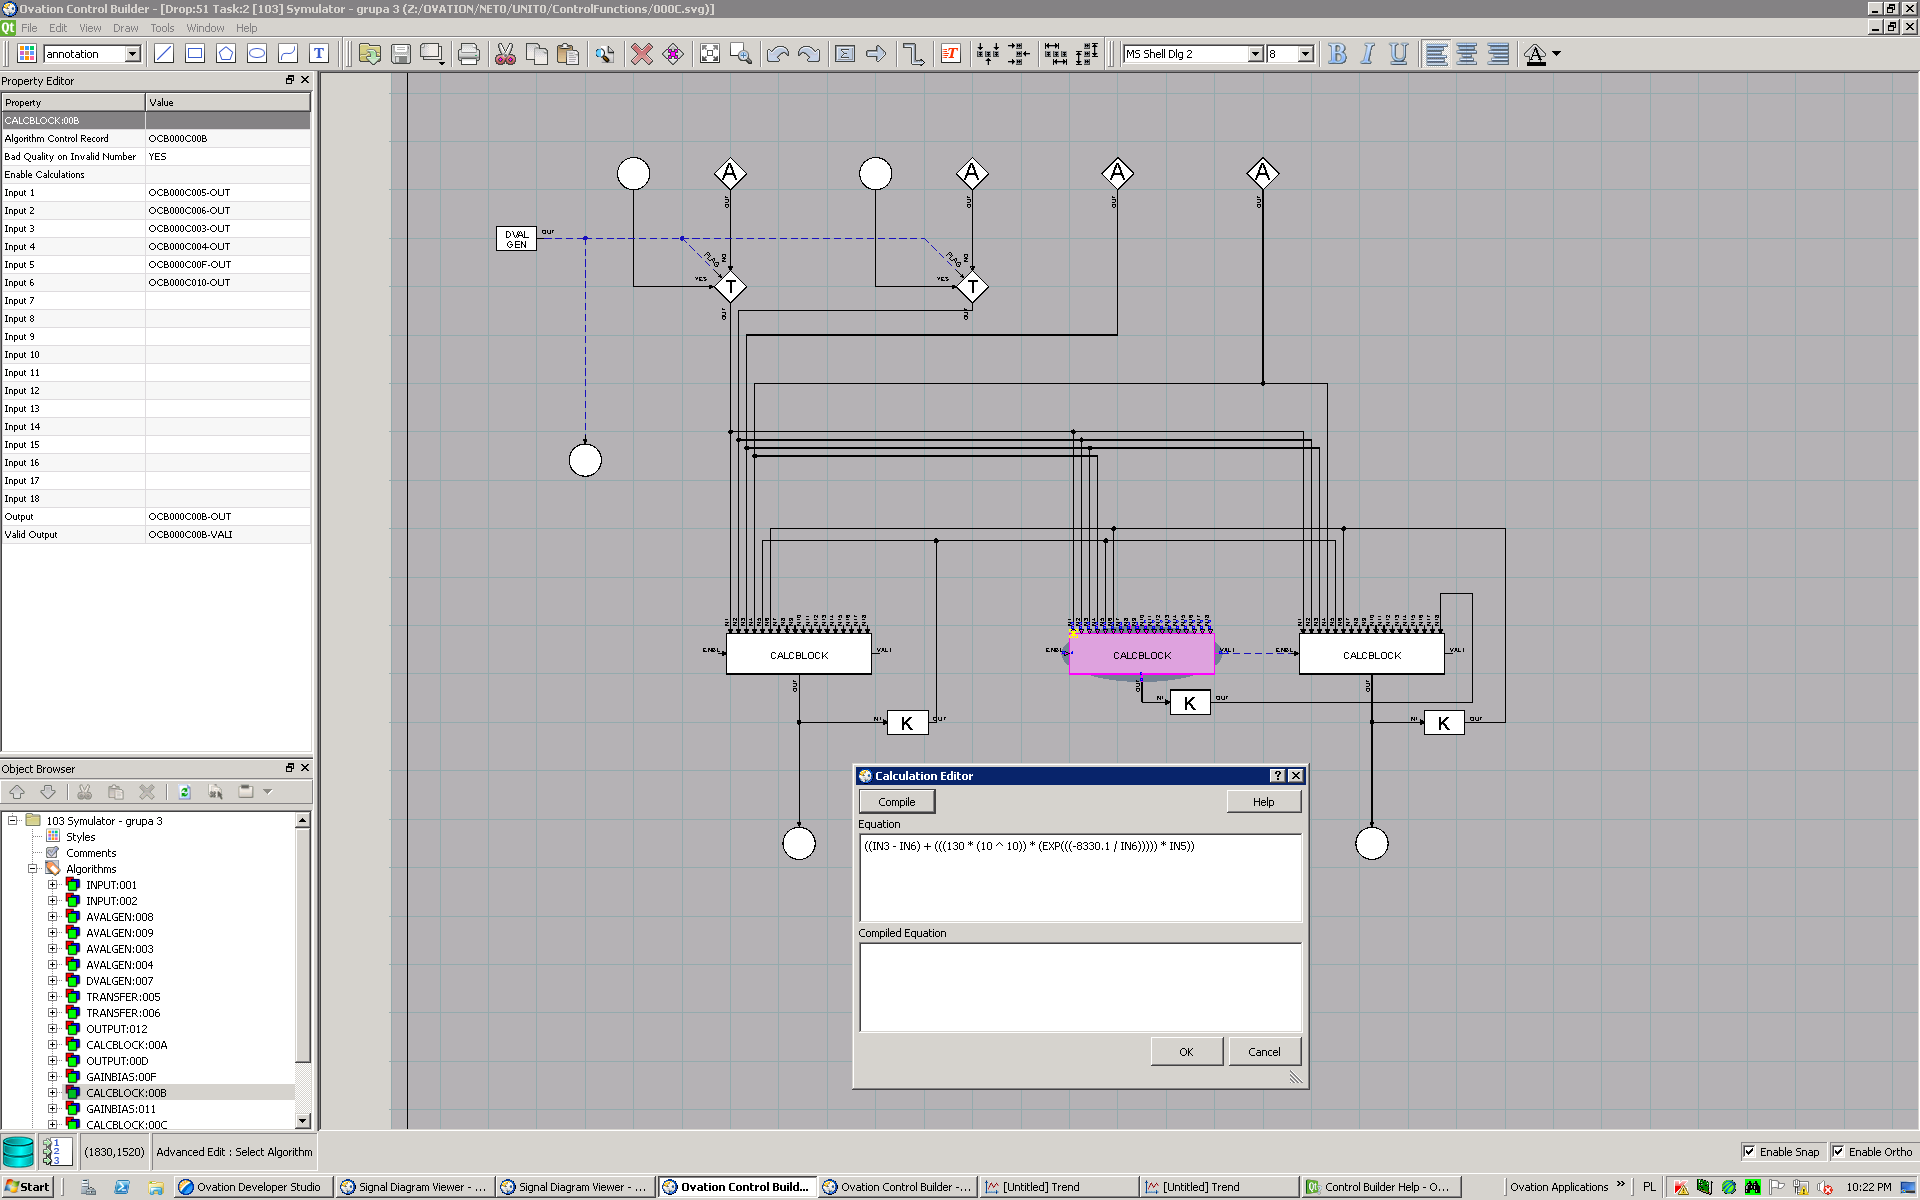 Ovation Control Builder - [Drop:51 Task:2 [103] Symulator - grupa 3 (Z:/OVATION/NET0/UNIT0/ControlFunctions/000C.svg)]
File Edit View Draw Tools Window Help
annotation
MS Shell Dlg 2
8
Property Editor
Property Value
CALCBLOCK:00B
Algorithm Control Record OCB000C00B
Bad Quality on Invalid Number YES
Enable Calculations
Input 1 OCB000C005-OUT
Input 2 OCB000C006-OUT
Input 3 OCB000C003-OUT
Input 4 OCB000C004-OUT
Input 5 OCB000C00F-OUT
Input 6 OCB000C010-OUT
Input 7
Input 8
Input 9
Input 10
Input 11
Input 12
Input 13
Input 14
Input 15
Input 16
Input 17
Input 18
Output OCB000C00B-OUT
Valid Output OCB000C00B-VALI
A A A A
DVAL GEN OUT
FLAG NO YES T OUT
FLAG NO YES T OUT
CALCBLOCK CALCBLOCK CALCBLOCK
K K K
Calculation Editor
Compile Help
Equation
((IN3 - IN6) + (((130 * (10 ^ 10)) * (EXP(((-8330.1 / IN6))))) * IN5))
Compiled Equation
OK Cancel
Object Browser
103 Symulator - grupa 3
Styles
Comments
Algorithms
INPUT:001
INPUT:002
AVALGEN:008
AVALGEN:009
AVALGEN:003
AVALGEN:004
DVALGEN:007
TRANSFER:005
TRANSFER:006
OUTPUT:012
CALCBLOCK:00A
OUTPUT:00D
GAINBIAS:00F
CALCBLOCK:00B
GAINBIAS:011
CALCBLOCK:00C
(1830,1520) Advanced Edit : Select Algorithm Enable Snap Enable Ortho
Start Ovation Developer Studio Signal Diagram Viewer - ... Signal Diagram Viewer - ... Ovation Control Build... Ovation Control Builder -... [Untitled] Trend [Untitled] Trend Control Builder Help - O... Ovation Applications PL 10:22 PM